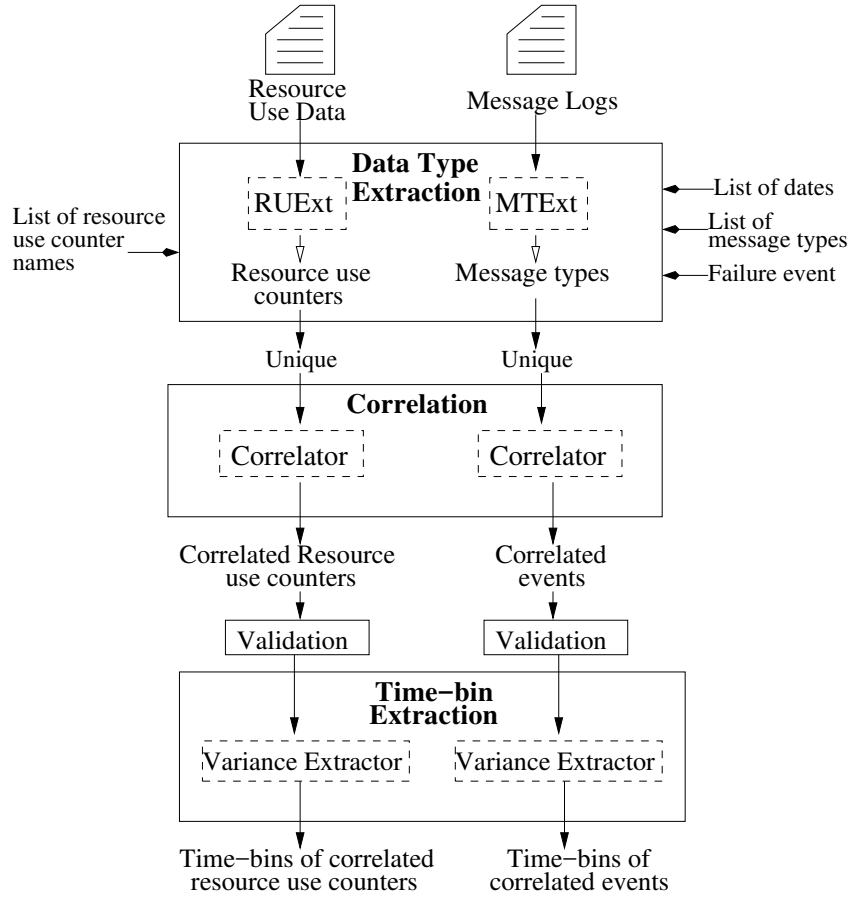 Resource
Use Data
Message Logs
Data Type
Extraction
RUExt
MTExt
List of dates
List of resource
use counter
names
List of
message types
Resource use
counters
Message types
Failure event
Unique
Unique
Correlation
Correlator
Correlator
Correlated Resource
use counters
Correlated
events
Validation
Validation
Time−bin
Extraction
Variance Extractor
Variance Extractor
Time−bins of correlated
resource use counters
Time−bins of
correlated events